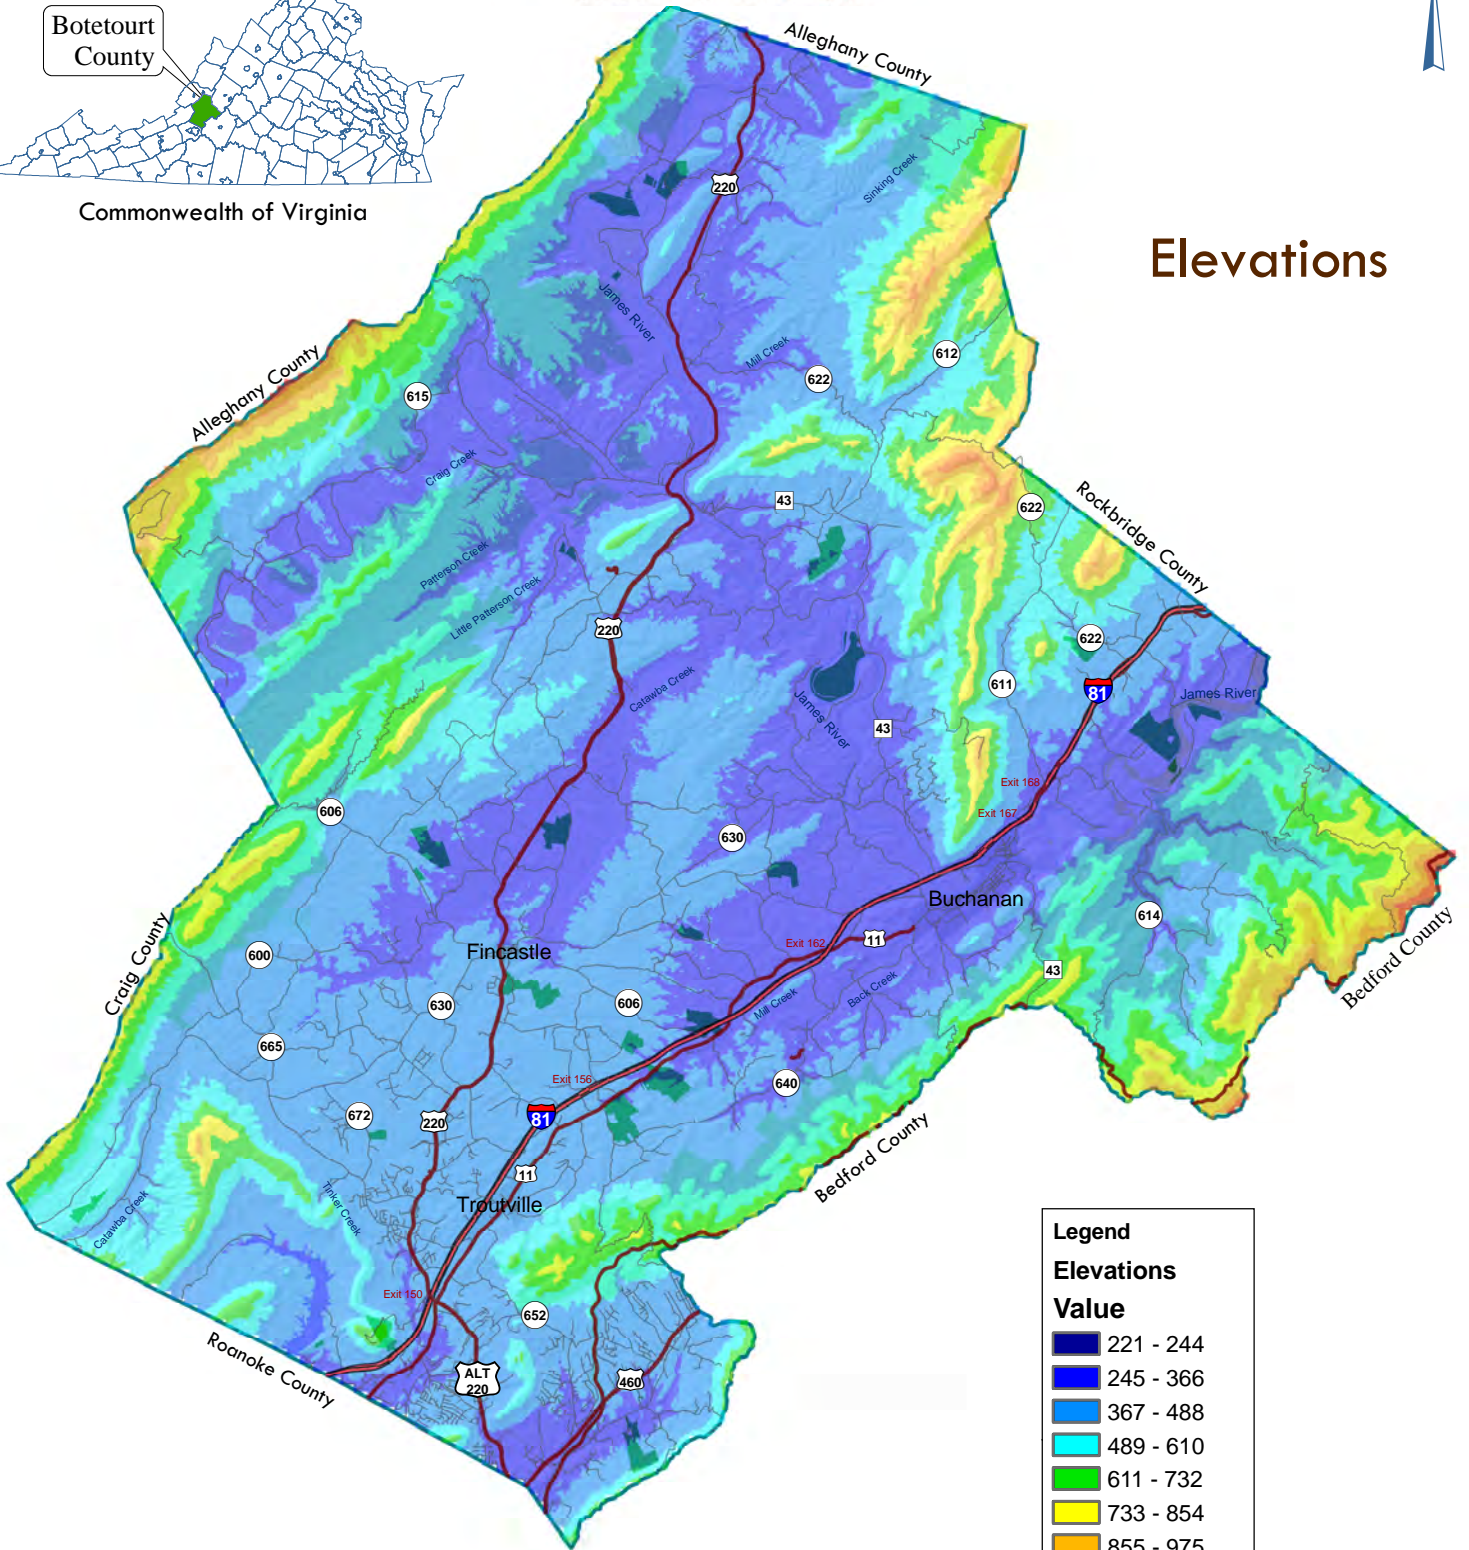 Botetourt
County
Commonwealth of Virginia
Elevations
Alleghany County
Sinking Creek
220
James River
Mill Creek
622
612
Alleghany County
615
Craig Creek
43
622
Rockbridge County
Patterson Creek
Little Patterson Creek
220
622
611
81
Catawba Creek
James River
James River
43
Exit 168
Exit 167
606
630
Buchanan
614
Craig County
Fincastle
Exit 162
11
Bedford County
600
43
630
606
Mill Creek
Back Creek
665
Exit 156
640
672
220
81
Bedford County
11
Troutville
Catawba Creek
Tinker Creek
Exit 150
652
Roanoke County
ALT
220
460
Legend
Elevations
Value
221 - 244
245 - 366
367 - 488
489 - 610
611 - 732
733 - 854
855 - 975